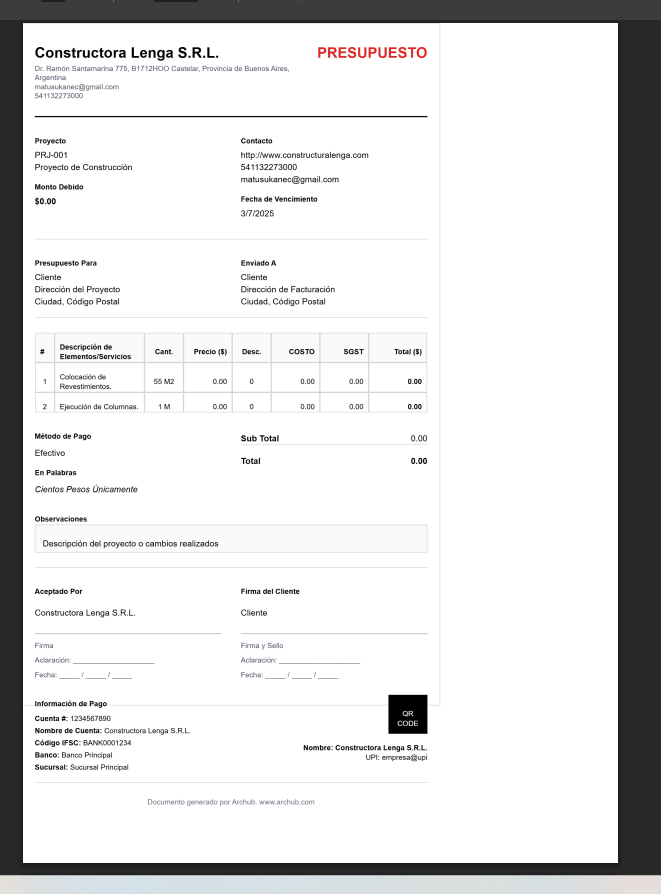 Constructora Lenga S.R.L.
PRESUPUESTO
Dr. Ramón Santamarina 775, B1712HOO Castelar, Provincia de Buenos Aires,
Argentina
matusukanec@gmail.com
541132273000
Proyecto
PRJ-001
Proyecto de Construcción
Monto Debido
$0.00
Contacto
http://www.constructuralenga.com
541132273000
matusukanec@gmail.com
Fecha de Vencimiento
3/7/2025
Presupuesto Para
Cliente
Dirección del Proyecto
Ciudad, Código Postal
Enviado A
Cliente
Dirección de Facturación
Ciudad, Código Postal
# Descripción de Elementos/Servicios Cant. Precio ($) Desc. COSTO SGST Total ($)
1 Colocación de Revestimientos. 55 M2 0.00 0 0.00 0.00 0.00
2 Ejecución de Columnas. 1 M 0.00 0 0.00 0.00 0.00
Método de Pago
Efectivo
En Palabras
Cientos Pesos Únicamente
Sub Total 0.00
Total 0.00
Observaciones
Descripción del proyecto o cambios realizados
Aceptado Por
Constructora Lenga S.R.L.
Firma
Aclaración: ____________________
Fecha: _____ / _____ / _____
Firma del Cliente
Cliente
Firma y Sello
Aclaración: ____________________
Fecha: _____ / _____ / _____
Información de Pago
Cuenta #: 1234567890
Nombre de Cuenta: Constructora Lenga S.R.L.
Código IFSC: BANK0001234
Banco: Banco Principal
Sucursal: Sucursal Principal
QR
CODE
Nombre: Constructora Lenga S.R.L.
UPI: empresa@upi
Documento generado por Archub. www.archub.com